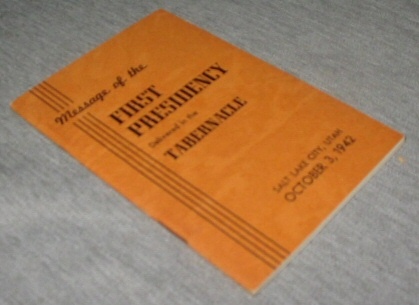 Message of the
FIRST
PRESIDENCY
Delivered in the
TABERNACLE
SALT LAKE CITY, UTAH
OCTOBER 3, 1942